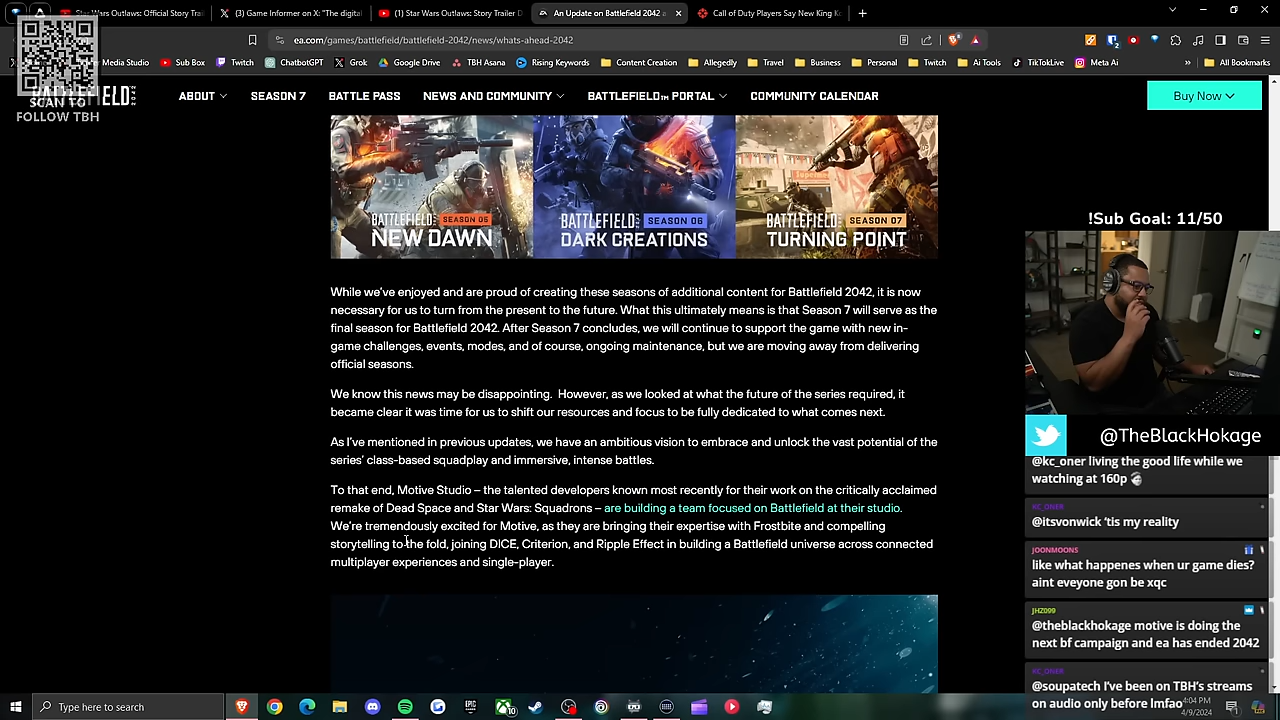 Star Wars Outlaws: Official Story Trai
(3) Game Informer on X: "The digital
(1) Star Wars Outlaws: Story Trailer D
An Update on Battlefield 2042
Call of Duty Players Say New King K
ea.com/games/battlefield/battlefield-2042/news/whats-ahead-2042
Media Studio
Sub Box
Twitch
ChatbotGPT
Grok
Google Drive
TBH Asana
Rising Keywords
Content Creation
Allegedly
Travel
Business
Personal
Twitch
Ai Tools
TikTokLive
Meta Ai
All Bookmarks
SCAN TO
FOLLOW TBH
ABOUT
SEASON 7
BATTLE PASS
NEWS AND COMMUNITY
BATTLEFIELD™ PORTAL
COMMUNITY CALENDAR
Buy Now
BATTLEFIELD SEASON 05
NEW DAWN
BATTLEFIELD SEASON 06
DARK CREATIONS
BATTLEFIELD SEASON 07
TURNING POINT
!Sub Goal: 11/50
While we've enjoyed and are proud of creating these seasons of additional content for Battlefield 2042, it is now
necessary for us to turn from the present to the future. What this ultimately means is that Season 7 will serve as the
final season for Battlefield 2042. After Season 7 concludes, we will continue to support the game with new in-
game challenges, events, modes, and of course, ongoing maintenance, but we are moving away from delivering
official seasons.
We know this news may be disappointing.  However, as we looked at what the future of the series required, it
became clear it was time for us to shift our resources and focus to be fully dedicated to what comes next.
As I've mentioned in previous updates, we have an ambitious vision to embrace and unlock the vast potential of the
series' class-based squadplay and immersive, intense battles.
To that end, Motive Studio – the talented developers known most recently for their work on the critically acclaimed
remake of Dead Space and Star Wars: Squadrons – are building a team focused on Battlefield at their studio.
We're tremendously excited for Motive, as they are bringing their expertise with Frostbite and compelling
storytelling to the fold, joining DICE, Criterion, and Ripple Effect in building a Battlefield universe across connected
multiplayer experiences and single-player.
@TheBlackHokage
@kc_oner living the good life while we
watching at 160p
KC_ONER
@itsvonwick 'tis my reality
JOONMOONS
like what happenes when ur game dies?
aint eveyone gon be xqc
JHZ099
@theblackhokage motive is doing the
next bf campaign and ea has ended 2042
KC_ONER
@soupatech I've been on TBH's streams
on audio only before lmfao
Type here to search
4:04 PM
4/9/2024